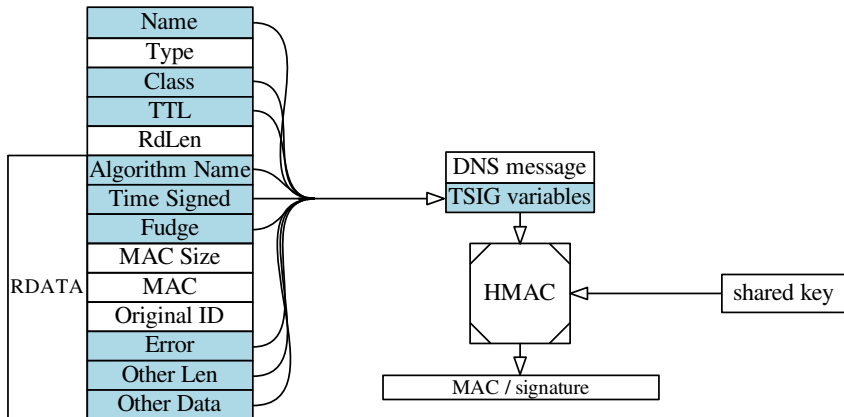 Name
Type
Class
TTL
RdLen
Algorithm Name
Time Signed
Fudge
MAC Size
MAC
Original ID
Error
Other Len
Other Data
RDATA
DNS message
TSIG variables
HMAC
shared key
MAC / signature